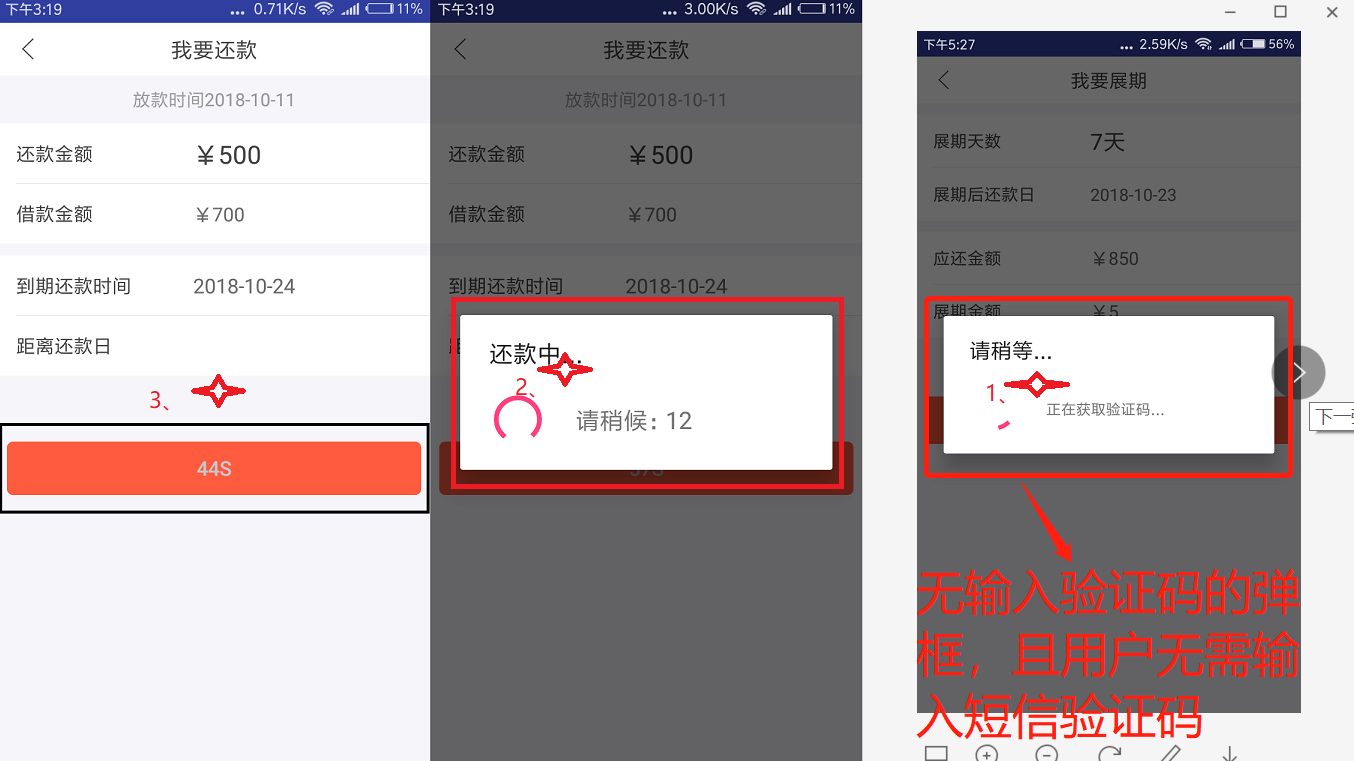 下午3:19
... 0.71K/s 11%
我要还款
放款时间2018-10-11
还款金额 ￥500
借款金额 ￥700
到期还款时间 2018-10-24
距离还款日
3、
44S
下午3:19
... 3.00K/s 11%
我要还款
放款时间2018-10-11
还款金额 ￥500
借款金额 ￥700
到期还款时间 2018-10-24
还款中...
2、
请稍候: 12
下午5:27
... 2.59K/s 56%
我要展期
展期天数 7天
展期后还款日 2018-10-23
应还金额 ￥850
展期金额 ￥5
请稍等...
1、
正在获取验证码...
下一
无输入验证码的弹
框，且用户无需输
入短信验证码